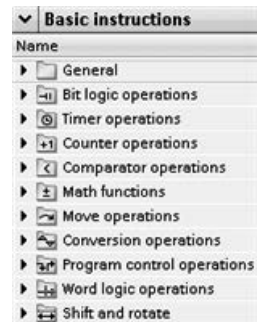 Basic instructions
Name
General
Bit logic operations
Timer operations
Counter operations
Comparator operations
Math functions
Move operations
Conversion operations
Program control operations
Word logic operations
Shift and rotate